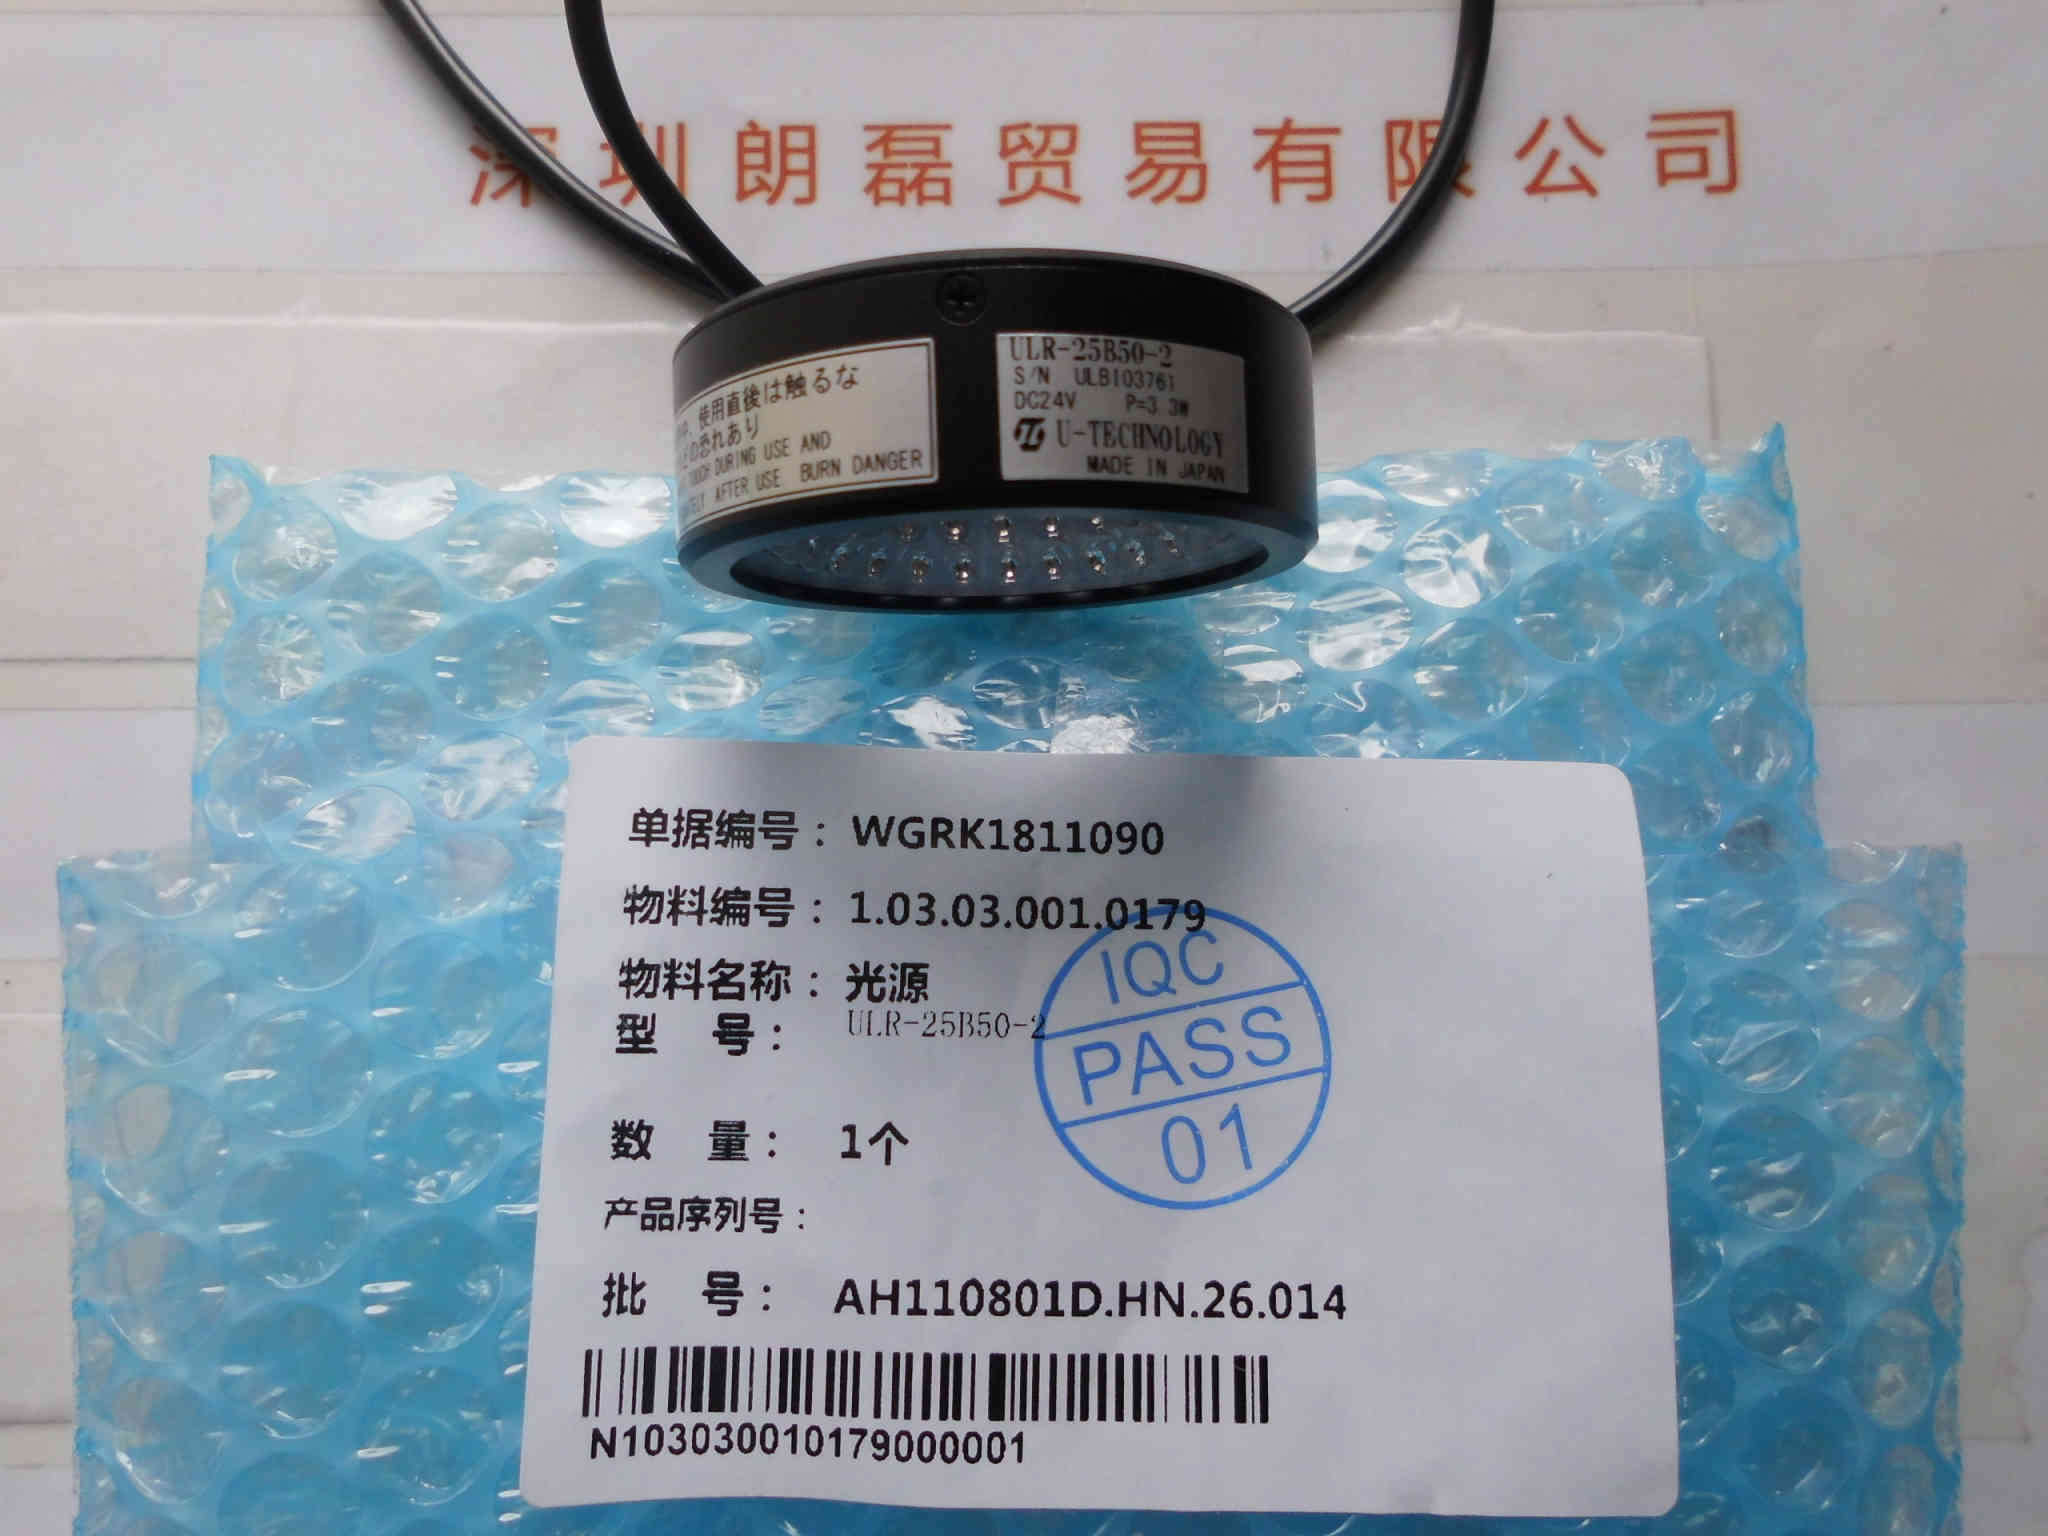 深圳朗磊贸易有限公司
使用直後は触るな
の恐れあり
TOUCH DURING USE AND
AFTER USE. BURN DANGER
ULR-25B50-2
S/N ULBI03761
DC24V P=3.3W
U-TECHNOLOGY
MADE IN JAPAN
单据编号：WGRK1811090
物料编号：1.03.03.001.0179
物料名称：光源
型 号： ULR-25B50-2
数 量： 1个
产品序列号：
批 号： AH110801D.HN.26.014
N103030010179000001
IQC
PASS
01